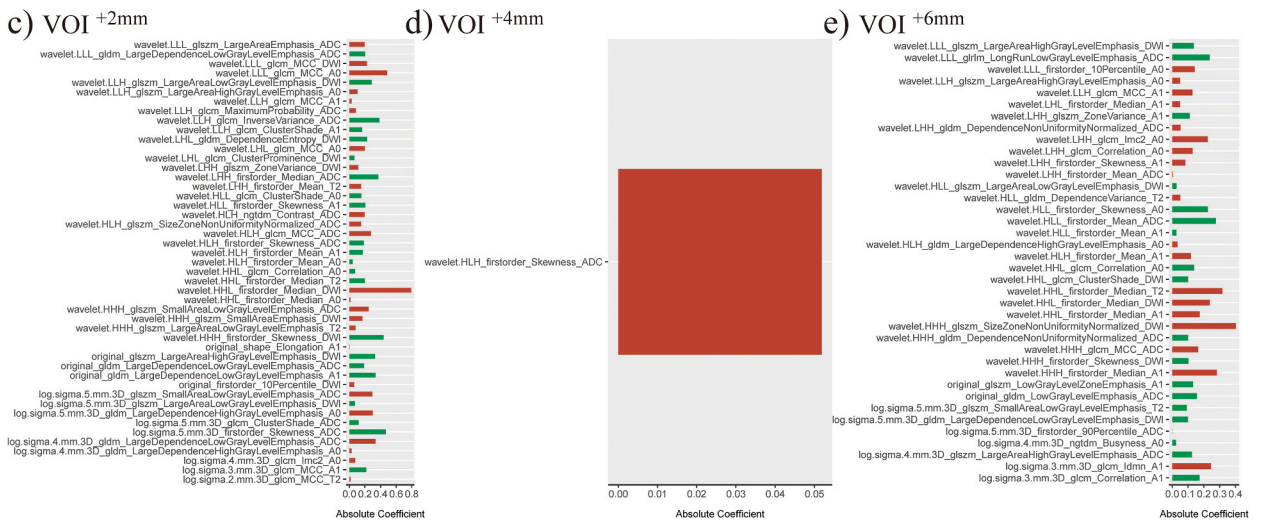 c) VOI +2mm
wavelet.LLL_glszm_LargeAreaEmphasis_ADC
wavelet.LLL_gldm_LargeDependenceLowGrayLevelEmphasis_ADC
wavelet.LLL_glcm_MCC_DWI
wavelet.LLL_glcm_MCC_A0
wavelet.LLH_glszm_LargeAreaLowGrayLevelEmphasis_DWI
wavelet.LLH_glszm_LargeAreaHighGrayLevelEmphasis_A0
wavelet.LLH_glcm_MCC_A1
wavelet.LLH_glcm_MaximumProbability_ADC
wavelet.LLH_glcm_InverseVariance_ADC
wavelet.LLH_glcm_ClusterShade_A1
wavelet.LHL_gldm_DependenceEntropy_DWI
wavelet.LHL_glcm_MCC_A0
wavelet.LHL_glcm_ClusterProminence_DWI
wavelet.LHH_glszm_ZoneVariance_DWI
wavelet.LHH_firstorder_Median_ADC
wavelet.LHH_firstorder_Mean_T2
wavelet.HLL_glcm_ClusterShade_A0
wavelet.HLL_firstorder_Skewness_A1
wavelet.HLH_ngtdm_Contrast_ADC
wavelet.HLH_glszm_SizeZoneNonUniformityNormalized_ADC
wavelet.HLH_glcm_MCC_ADC
wavelet.HLH_firstorder_Skewness_ADC
wavelet.HLH_firstorder_Mean_A1
wavelet.HLH_firstorder_Mean_A0
wavelet.HHL_glcm_Correlation_A0
wavelet.HHL_firstorder_Median_T2
wavelet.HHL_firstorder_Median_DWI
wavelet.HHL_firstorder_Median_A0
wavelet.HHH_glszm_SmallAreaLowGrayLevelEmphasis_ADC
wavelet.HHH_glszm_SmallAreaEmphasis_DWI
wavelet.HHH_glszm_LargeAreaLowGrayLevelEmphasis_T2
wavelet.HHH_firstorder_Skewness_DWI
original_shape_Elongation_A1
original_glszm_LargeAreaHighGrayLevelEmphasis_DWI
original_gldm_LargeDependenceLowGrayLevelEmphasis_ADC
original_gldm_LargeDependenceLowGrayLevelEmphasis_A1
original_firstorder_10Percentile_DWI
log.sigma.5.mm.3D_glszm_SmallAreaLowGrayLevelEmphasis_ADC
log.sigma.5.mm.3D_glszm_LargeAreaLowGrayLevelEmphasis_DWI
log.sigma.5.mm.3D_gldm_LargeDependenceHighGrayLevelEmphasis_A0
log.sigma.5.mm.3D_glcm_ClusterShade_ADC
log.sigma.5.mm.3D_firstorder_Skewness_ADC
log.sigma.4.mm.3D_gldm_LargeDependenceLowGrayLevelEmphasis_ADC
log.sigma.4.mm.3D_gldm_LargeDependenceHighGrayLevelEmphasis_A0
log.sigma.4.mm.3D_glcm_Imc2_A0
log.sigma.3.mm.3D_glcm_MCC_A1
log.sigma.2.mm.3D_glcm_MCC_T2
0.0 0.2 0.4 0.6 0.8
Absolute Coefficient
d) VOI +4mm
wavelet.HLH_firstorder_Skewness_ADC
0.00 0.01 0.02 0.03 0.04 0.05
Absolute Coefficient
e) VOI +6mm
wavelet.LLL_glszm_LargeAreaHighGrayLevelEmphasis_DWI
wavelet.LLL_glrlm_LongRunLowGrayLevelEmphasis_ADC
wavelet.LLL_firstorder_10Percentile_A0
wavelet.LLH_glszm_LargeAreaHighGrayLevelEmphasis_A0
wavelet.LLH_glcm_MCC_A1
wavelet.LHL_firstorder_Median_A1
wavelet.LHH_glszm_ZoneVariance_A1
wavelet.LHH_gldm_DependenceNonUniformityNormalized_ADC
wavelet.LHH_glcm_Imc2_A0
wavelet.LHH_glcm_Correlation_A0
wavelet.LHH_firstorder_Skewness_A1
wavelet.LHH_firstorder_Mean_ADC
wavelet.HLL_glszm_LargeAreaLowGrayLevelEmphasis_DWI
wavelet.HLL_gldm_DependenceVariance_T2
wavelet.HLL_firstorder_Skewness_A0
wavelet.HLL_firstorder_Mean_ADC
wavelet.HLL_firstorder_Mean_A1
wavelet.HLH_gldm_LargeDependenceHighGrayLevelEmphasis_A0
wavelet.HLH_firstorder_Mean_A1
wavelet.HHL_glcm_Correlation_A0
wavelet.HHL_glcm_ClusterShade_DWI
wavelet.HHL_firstorder_Median_T2
wavelet.HHL_firstorder_Median_DWI
wavelet.HHL_firstorder_Median_A1
wavelet.HHH_glszm_SizeZoneNonUniformityNormalized_DWI
wavelet.HHH_gldm_DependenceNonUniformityNormalized_ADC
wavelet.HHH_glcm_MCC_ADC
wavelet.HHH_firstorder_Skewness_DWI
wavelet.HHH_firstorder_Median_A1
original_glszm_LowGrayLevelZoneEmphasis_A1
original_gldm_LowGrayLevelEmphasis_ADC
log.sigma.5.mm.3D_glszm_SmallAreaLowGrayLevelEmphasis_T2
log.sigma.5.mm.3D_gldm_LargeDependenceLowGrayLevelEmphasis_DWI
log.sigma.5.mm.3D_firstorder_90Percentile_ADC
log.sigma.4.mm.3D_ngtdm_Busyness_A0
log.sigma.4.mm.3D_glszm_LargeAreaHighGrayLevelEmphasis_ADC
log.sigma.3.mm.3D_glcm_Idmn_A1
log.sigma.3.mm.3D_glcm_Correlation_A1
0.0 0.1 0.2 0.3 0.4
Absolute Coefficient